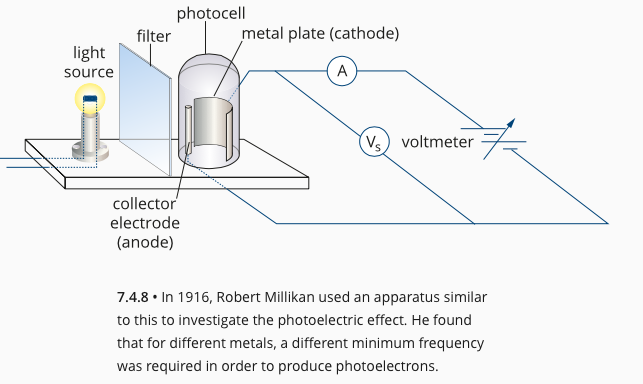 photocell
filter
metal plate (cathode)
light
source
A
Vs
voltmeter
collector
electrode
(anode)
7.4.8 • In 1916, Robert Millikan used an apparatus similar
to this to investigate the photoelectric effect. He found
that for different metals, a different minimum frequency
was required in order to produce photoelectrons.